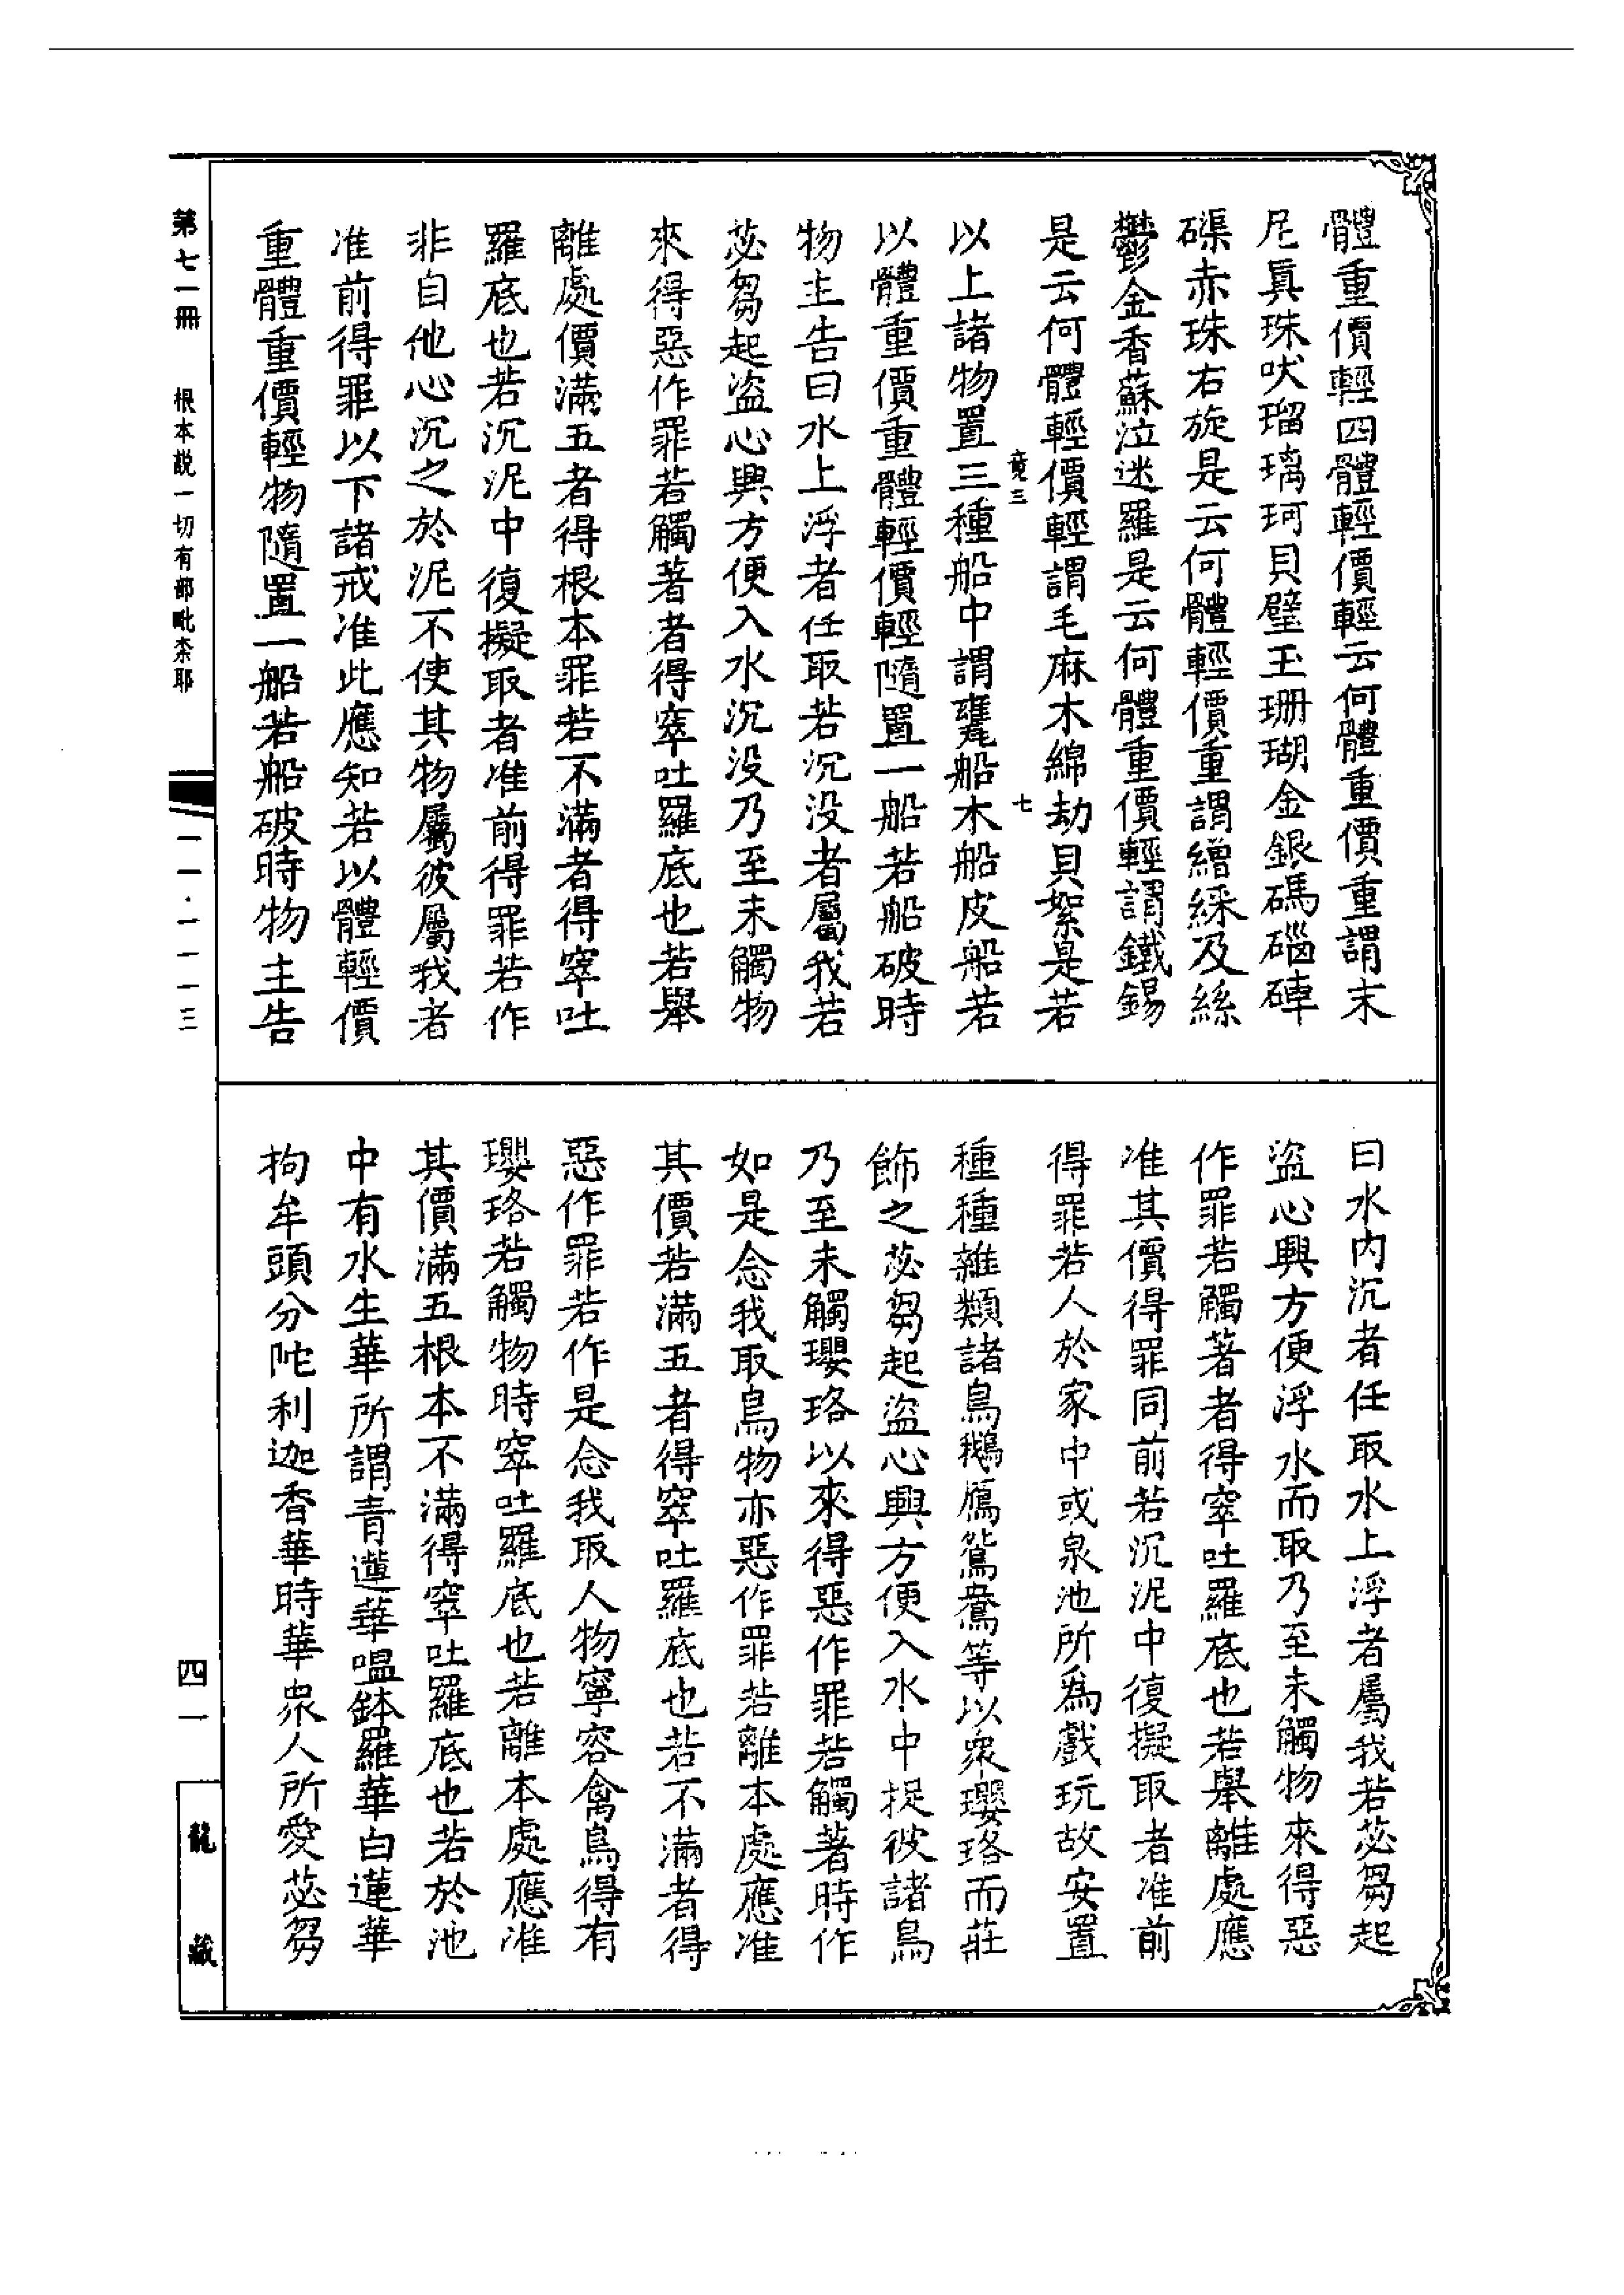 體重價輕四體輕價輕云何體重價重謂末
尼真珠吠瑠璃珂貝璧玉珊瑚金銀碼碯硨
磲赤珠右旋是云何體輕價重謂繒綵及絲
鬱金香蘇泣迷羅是云何體重價輕謂鐵錫
是云何體輕價輕謂毛麻木綿劫貝絮是若
竟三 七
以上諸物置三種船中謂甕船木船皮船若
以體重價重體輕價輕隨置一船若船破時
物主告曰水上浮者任取若沉没者屬我若
苾芻起盜心興方便入水沉没乃至未觸物
來得惡作罪若觸著者得窣吐羅底也若舉
離處價滿五者得根本罪若不滿者得窣吐
羅底也若沉泥中復擬取者准前得罪若作
非自他心沉之於泥不使其物屬彼屬我者
准前得罪以下諸戒准此應知若以體輕價
重體重價輕物隨置一船若船破時物主告
曰水内沉者任取水上浮者屬我若苾芻起
盜心興方便浮水而取乃至未觸物來得惡
作罪若觸著者得窣吐羅底也若舉離處應
准其價得罪同前若沉泥中復擬取者准前
得罪若人於家中或泉池所為戲玩故安置
種種雜類諸鳥鵝鴈鴛鴦等以眾瓔珞而莊
飾之苾芻起盜心興方便入水中捉彼諸鳥
乃至未觸瓔珞以來得惡作罪若觸著時作
如是念我取鳥物亦惡作罪若離本處應准
其價若滿五者得窣吐羅底也若不滿者得
惡作罪若作是念我取人物寧容禽鳥得有
瓔珞若觸物時窣吐羅底也若離本處應准
其價滿五根本不滿得窣吐羅底也若於池
中有水生華所謂青蓮華嗢鉢羅華白蓮華
拘牟頭分陀利迦香華時華眾人所愛苾芻
第七一冊 根本說一切有部毗柰耶 一一·一一一三 四一 龍藏